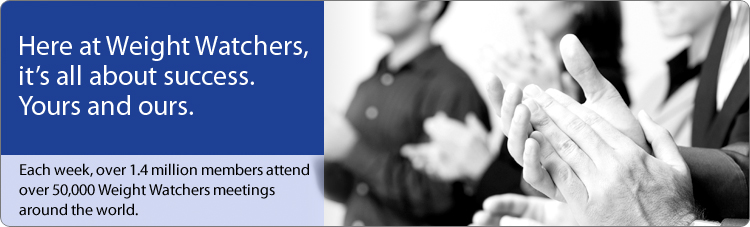 Here at Weight Watchers,
it's all about success.
Yours and ours.
Each week, over 1.4 million members attend
over 50,000 Weight Watchers meetings
around the world.